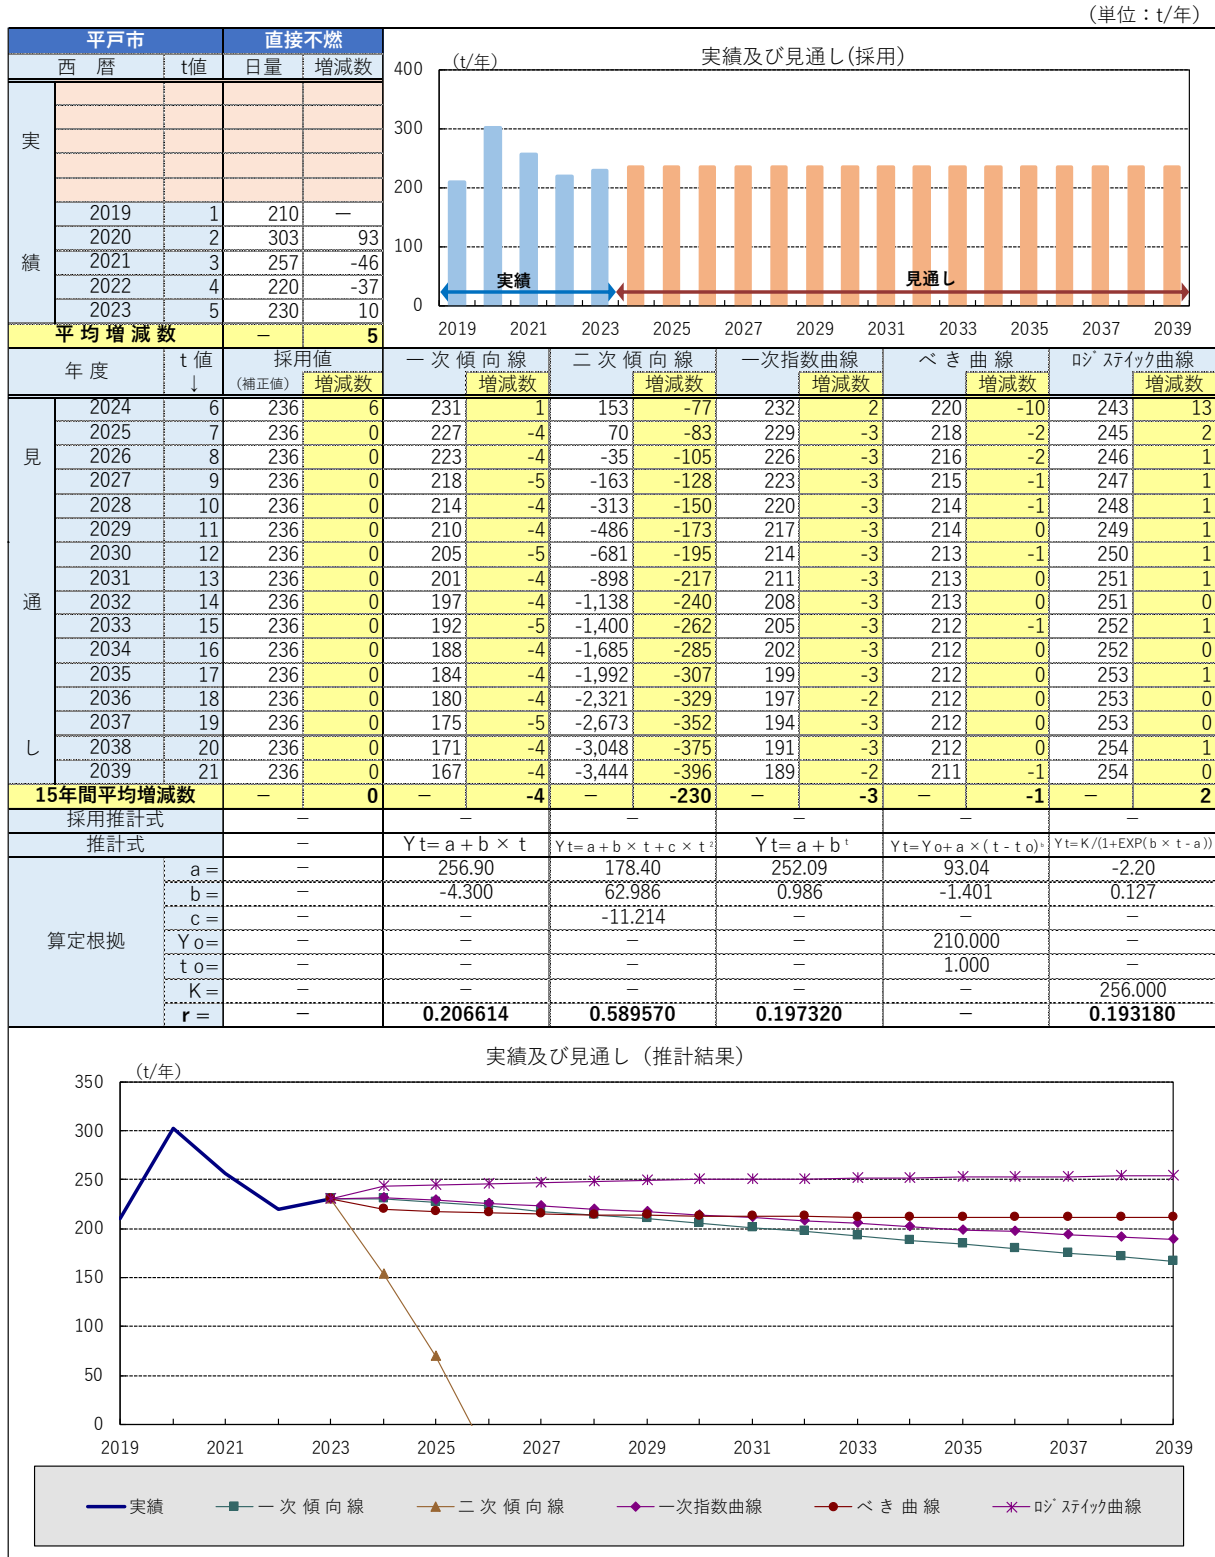 (単位：t/年)
平戸市 直接不燃
西 暦 t値 日量 増減数
実績
2019 1 210 －
2020 2 303 93
2021 3 257 -46
2022 4 220 -37
2023 5 230 10
平均増減数 － 5
実績及び見通し(採用)
(t/年)
400
300
200
100
0
実績 見通し
2019 2021 2023 2025 2027 2029 2031 2033 2035 2037 2039
年度 t値↓ 採用値(補正値) 増減数 一次傾向線 増減数 二次傾向線 増減数 一次指数曲線 増減数 べき曲線 増減数 ﾛｼﾞｽﾃｲｯｸ曲線 増減数
見通し
2024 6 236 6 231 1 153 -77 232 2 220 -10 243 13
2025 7 236 0 227 -4 70 -83 229 -3 218 -2 245 2
2026 8 236 0 223 -4 -35 -105 226 -3 216 -2 246 1
2027 9 236 0 218 -5 -163 -128 223 -3 215 -1 247 1
2028 10 236 0 214 -4 -313 -150 220 -3 214 -1 248 1
2029 11 236 0 210 -4 -486 -173 217 -3 214 0 249 1
2030 12 236 0 205 -5 -681 -195 214 -3 213 -1 250 1
2031 13 236 0 201 -4 -898 -217 211 -3 213 0 251 1
2032 14 236 0 197 -4 -1,138 -240 208 -3 213 0 251 0
2033 15 236 0 192 -5 -1,400 -262 205 -3 212 -1 252 1
2034 16 236 0 188 -4 -1,685 -285 202 -3 212 0 252 0
2035 17 236 0 184 -4 -1,992 -307 199 -3 212 0 253 1
2036 18 236 0 180 -4 -2,321 -329 197 -2 212 0 253 0
2037 19 236 0 175 -5 -2,673 -352 194 -3 212 0 253 0
2038 20 236 0 171 -4 -3,048 -375 191 -3 212 0 254 1
2039 21 236 0 167 -4 -3,444 -396 189 -2 211 -1 254 0
15年間平均増減数 － 0 － -4 － -230 － -3 － -1 － 2
採用推計式 － － － － － －
推計式 － Yt=a+b×t Yt=a+b×t+c×t² Yt=a+bᵗ Yt=Yo+a×(t-to)ᵇ Yt=K/(1+EXP(b×t-a))
算定根拠
a= － 256.90 178.40 252.09 93.04 -2.20
b= － -4.300 62.986 0.986 -1.401 0.127
c= － － -11.214 － － －
Yo= － － － － 210.000 －
to= － － － － 1.000 －
K= － － － － － 256.000
r= － 0.206614 0.589570 0.197320 － 0.193180
実績及び見通し（推計結果）
(t/年)
350
300
250
200
150
100
50
0
2019 2021 2023 2025 2027 2029 2031 2033 2035 2037 2039
実績 一次傾向線 二次傾向線 一次指数曲線 べき曲線 ﾛｼﾞｽﾃｲｯｸ曲線